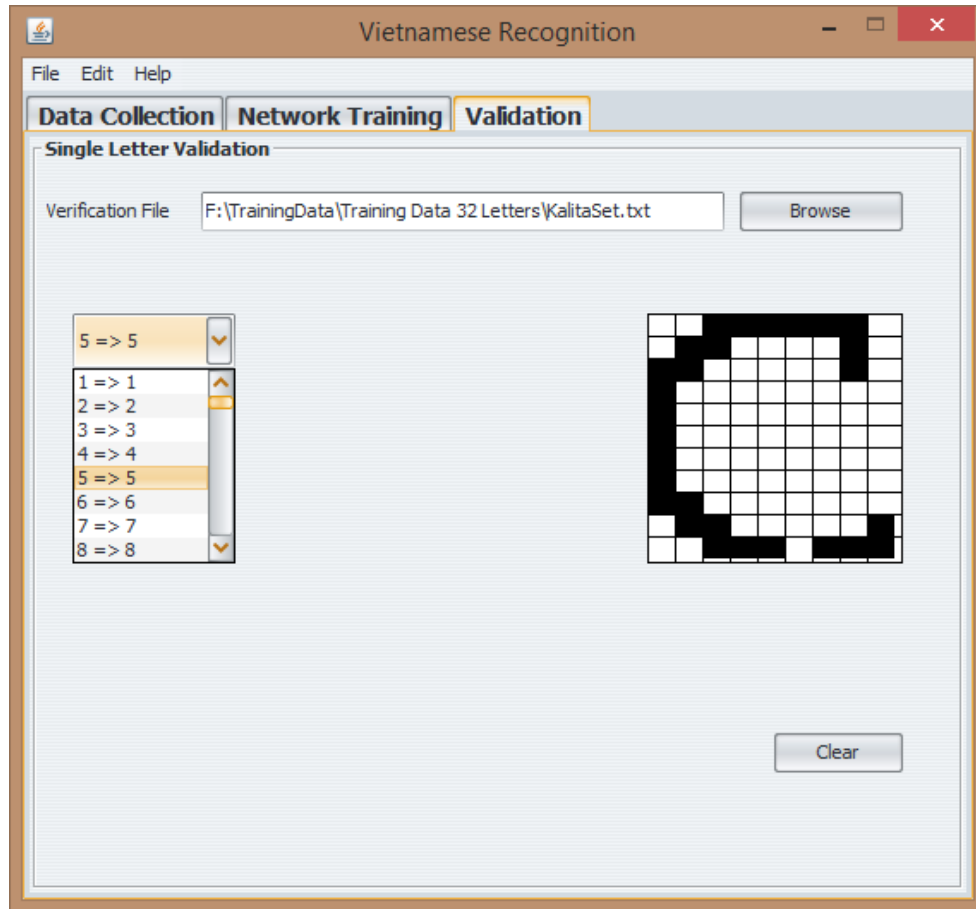 Vietnamese Recognition
File Edit Help
Data Collection Network Training Validation
Single Letter Validation
Verification File F:\TrainingData\Training Data 32 Letters\KalitaSet.txt Browse
5 => 5
1 => 1
2 => 2
3 => 3
4 => 4
5 => 5
6 => 6
7 => 7
8 => 8
Clear